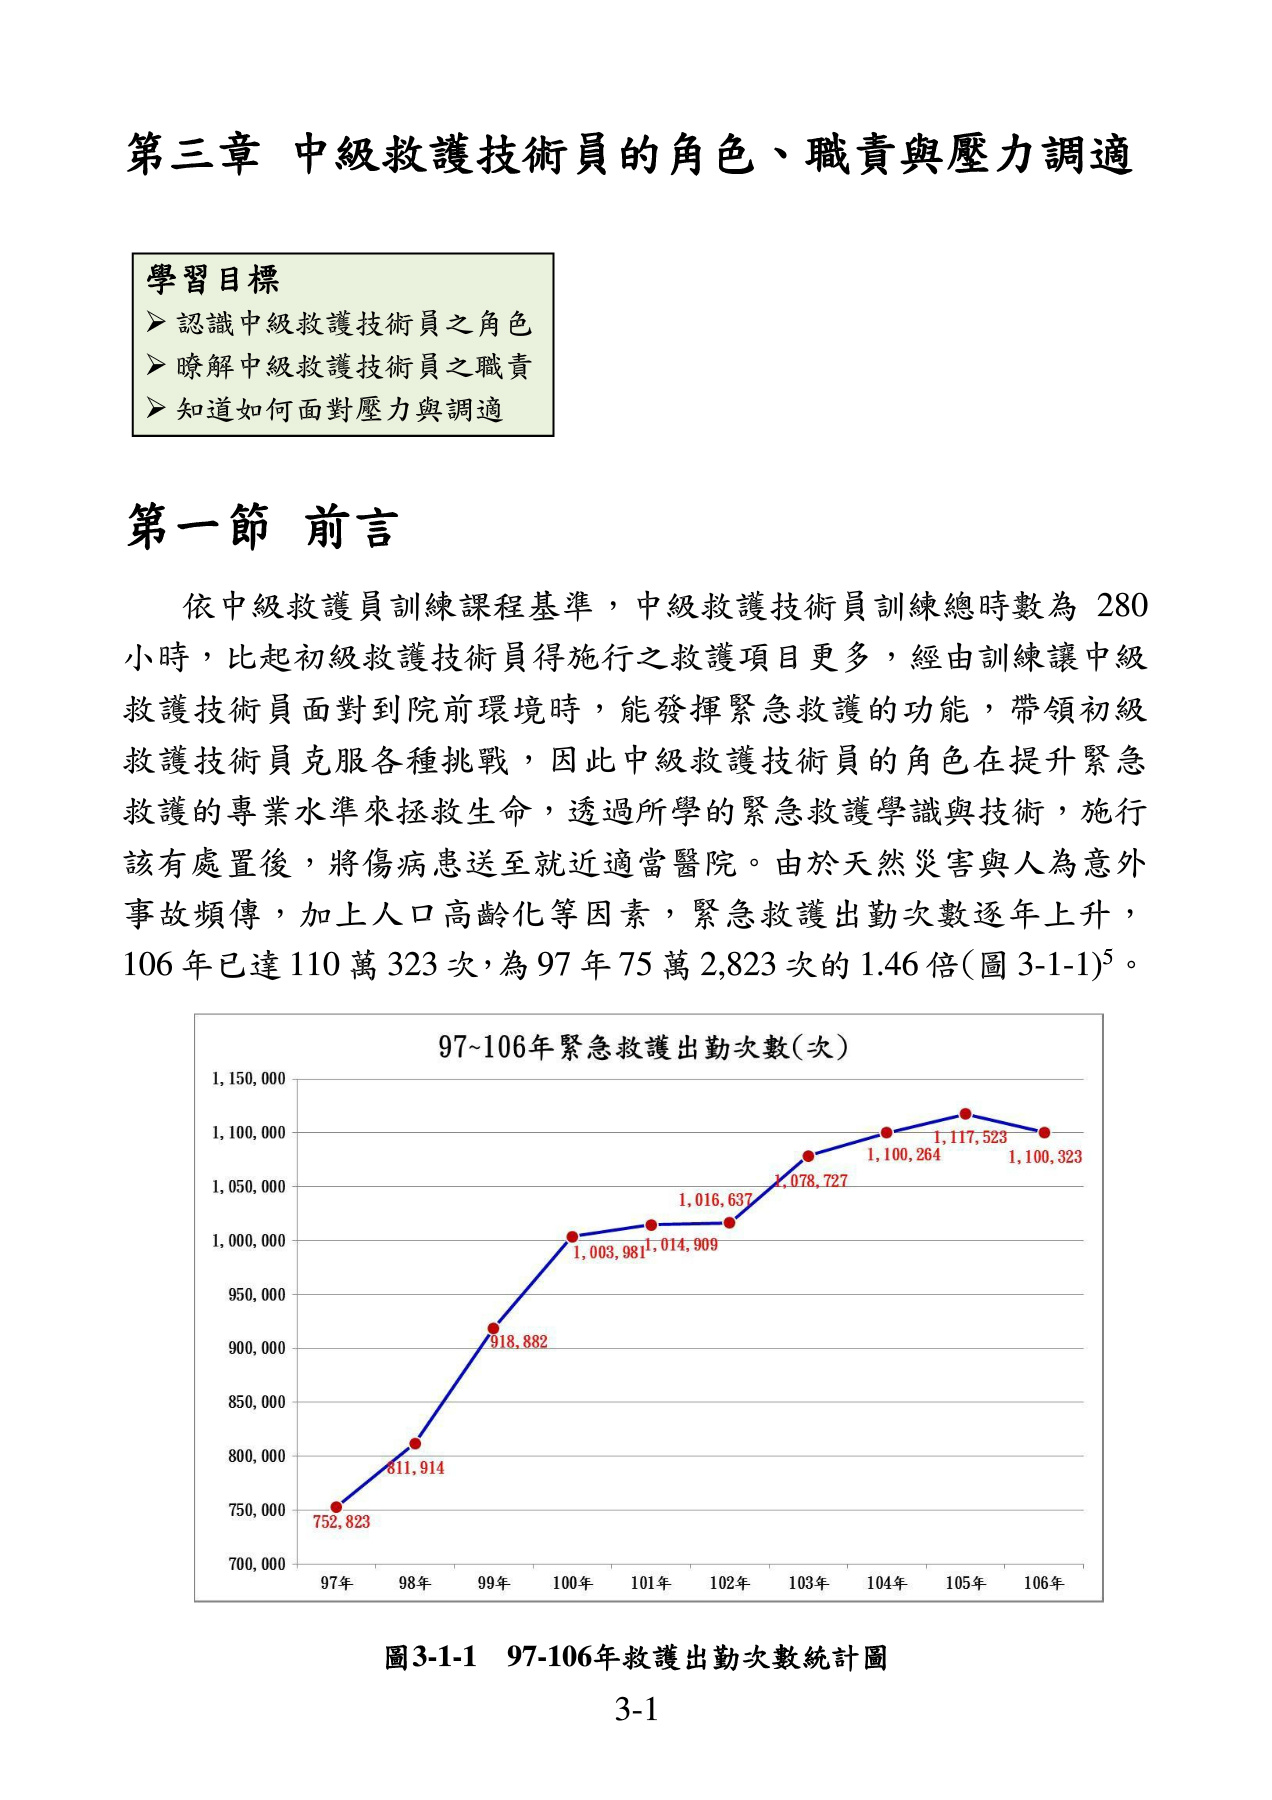 第三章 中級救護技術員的角色、職責與壓力調適
學習目標
➢ 認識中級救護技術員之角色
➢ 瞭解中級救護技術員之職責
➢ 知道如何面對壓力與調適
第一節 前言
依中級救護員訓練課程基準，中級救護技術員訓練總時數為 280
小時，比起初級救護技術員得施行之救護項目更多，經由訓練讓中級
救護技術員面對到院前環境時，能發揮緊急救護的功能，帶領初級
救護技術員克服各種挑戰，因此中級救護技術員的角色在提升緊急
救護的專業水準來拯救生命，透過所學的緊急救護學識與技術，施行
該有處置後，將傷病患送至就近適當醫院。由於天然災害與人為意外
事故頻傳，加上人口高齡化等因素，緊急救護出勤次數逐年上升，
106 年已達 110 萬 323 次，為 97 年 75 萬 2,823 次的 1.46 倍(圖 3-1-1)5。
97~106年緊急救護出勤次數(次)
1,150,000
1,100,000
1,050,000
1,000,000
950,000
900,000
850,000
800,000
750,000
700,000
752,823
811,914
918,882
1,003,981
1,014,909
1,016,637
1,078,727
1,100,264
1,117,523
1,100,323
97年 98年 99年 100年 101年 102年 103年 104年 105年 106年
圖3-1-1 97-106年救護出勤次數統計圖
3-1